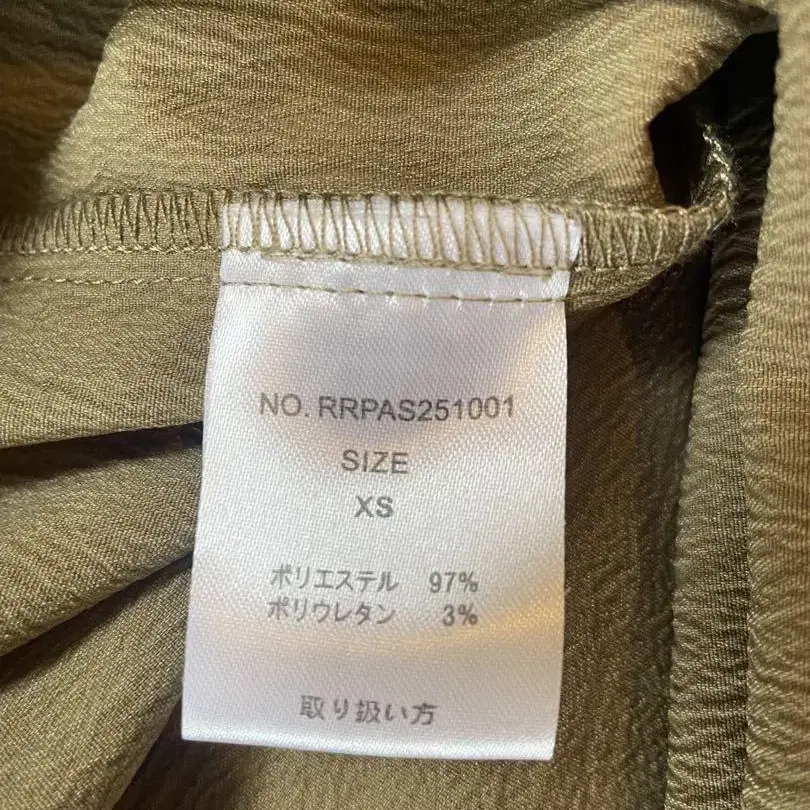 NO. RRPAS251001
SIZE
XS
ポリエステル 97%
ポリウレタン 3%
取り扱い方